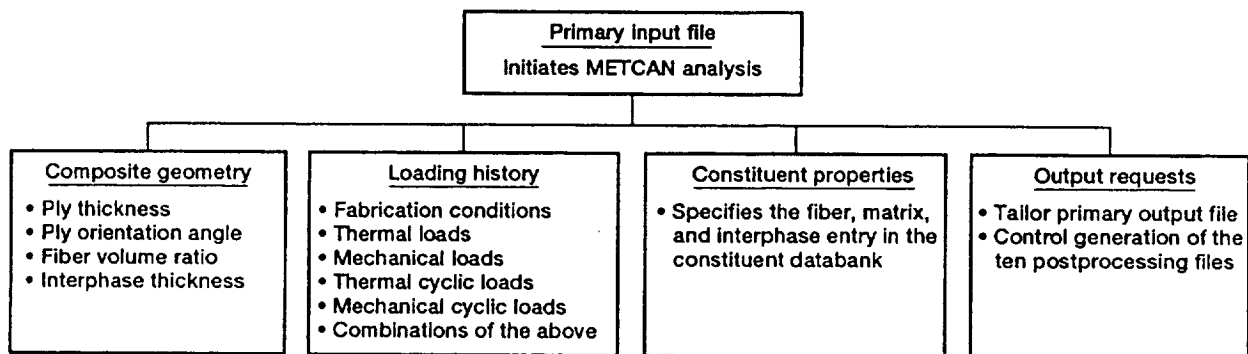 Primary input file
Initiates METCAN analysis
Composite geometry
• Ply thickness
• Ply orientation angle
• Fiber volume ratio
• Interphase thickness
Loading history
• Fabrication conditions
• Thermal loads
• Mechanical loads
• Thermal cyclic loads
• Mechanical cyclic loads
• Combinations of the above
Constituent properties
• Specifies the fiber, matrix,
and interphase entry in the
constituent databank
Output requests
• Tailor primary output file
• Control generation of the
ten postprocessing files